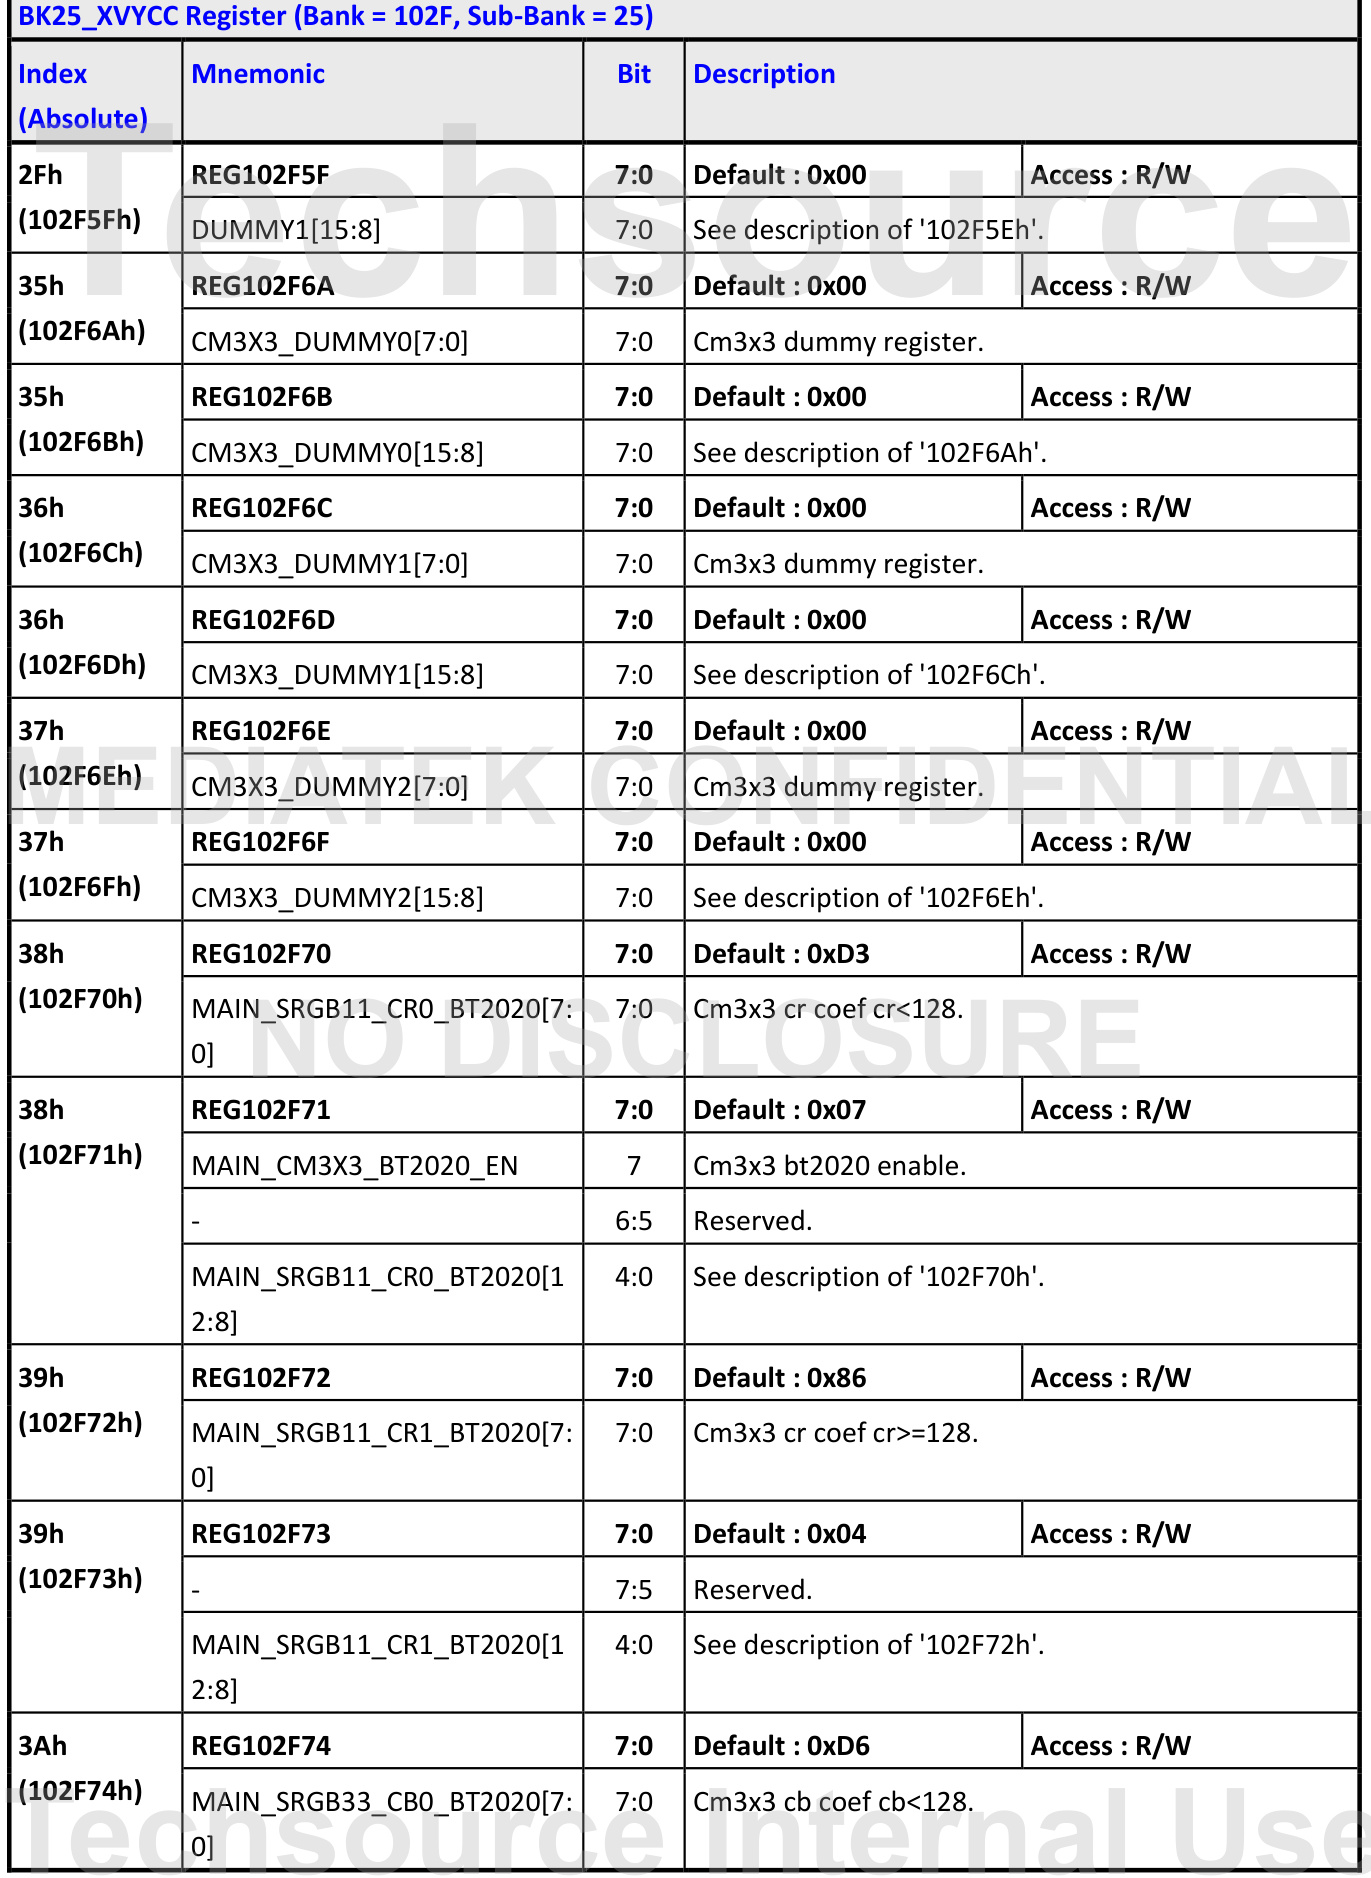 BK25_XVYCC Register (Bank = 102F, Sub-Bank = 25)
Index Mnemonic Bit Description
(Absolute)
2Fh REG102F5F 7:0 Default : 0x00 Access : R/W
(102F5Fh) DUMMY1[15:8] 7:0 See description of '102F5Eh'.
Techsource
35h REG102F6A 7:0 Default : 0x00 Access : R/W
(102F6Ah) CM3X3_DUMMY0[7:0] 7:0 Cm3x3 dummy register.
35h REG102F6B 7:0 Default : 0x00 Access : R/W
(102F6Bh) CM3X3_DUMMY0[15:8] 7:0 See description of '102F6Ah'.
36h REG102F6C 7:0 Default : 0x00 Access : R/W
(102F6Ch) CM3X3_DUMMY1[7:0] 7:0 Cm3x3 dummy register.
36h REG102F6D 7:0 Default : 0x00 Access : R/W
(102F6Dh) CM3X3_DUMMY1[15:8] 7:0 See description of '102F6Ch'.
37h REG102F6E 7:0 Default : 0x00 Access : R/W
(102F6Eh) CM3X3_DUMMY2[7:0] 7:0 Cm3x3 dummy register.
MEDIATEK CONFIDENTIAL
37h REG102F6F 7:0 Default : 0x00 Access : R/W
(102F6Fh) CM3X3_DUMMY2[15:8] 7:0 See description of '102F6Eh'.
38h REG102F70 7:0 Default : 0xD3 Access : R/W
(102F70h) MAIN_SRGB11_CR0_BT2020[7: 7:0 Cm3x3 cr coef cr<128.
0]
NO DISCLOSURE
38h REG102F71 7:0 Default : 0x07 Access : R/W
(102F71h) MAIN_CM3X3_BT2020_EN 7 Cm3x3 bt2020 enable.
- 6:5 Reserved.
MAIN_SRGB11_CR0_BT2020[1 4:0 See description of '102F70h'.
2:8]
39h REG102F72 7:0 Default : 0x86 Access : R/W
(102F72h) MAIN_SRGB11_CR1_BT2020[7: 7:0 Cm3x3 cr coef cr>=128.
0]
39h REG102F73 7:0 Default : 0x04 Access : R/W
(102F73h) - 7:5 Reserved.
MAIN_SRGB11_CR1_BT2020[1 4:0 See description of '102F72h'.
2:8]
3Ah REG102F74 7:0 Default : 0xD6 Access : R/W
(102F74h) MAIN_SRGB33_CB0_BT2020[7: 7:0 Cm3x3 cb coef cb<128.
0]
Techsource Internal Use